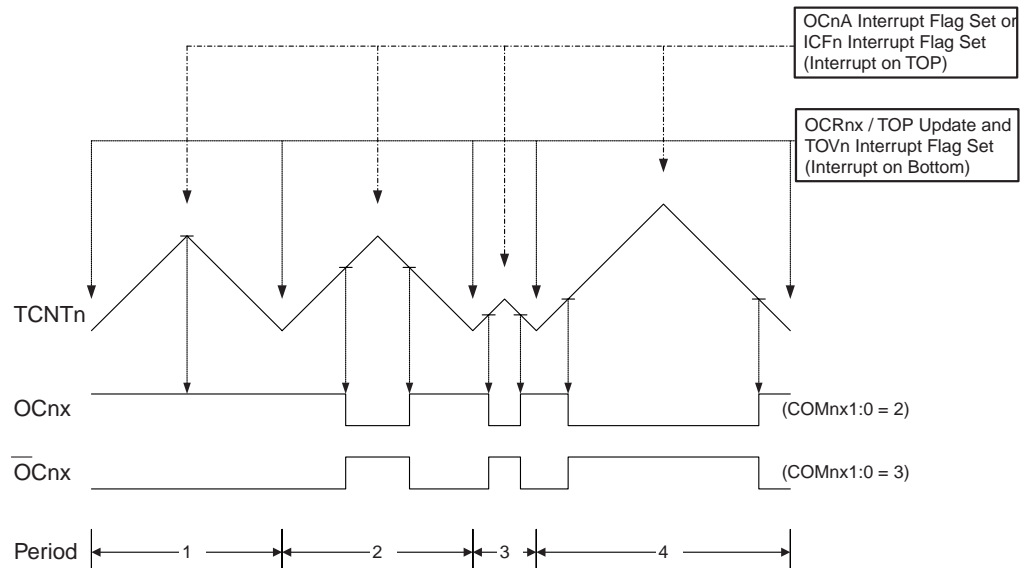 OCnA Interrupt Flag Set or
ICFn Interrupt Flag Set
(Interrupt on TOP)
OCRnx / TOP Update and
TOVn Interrupt Flag Set
(Interrupt on Bottom)
TCNTn
OCnx
(COMnx1:0 = 2)
O̅Cnx
(COMnx1:0 = 3)
Period
1
2
3
4